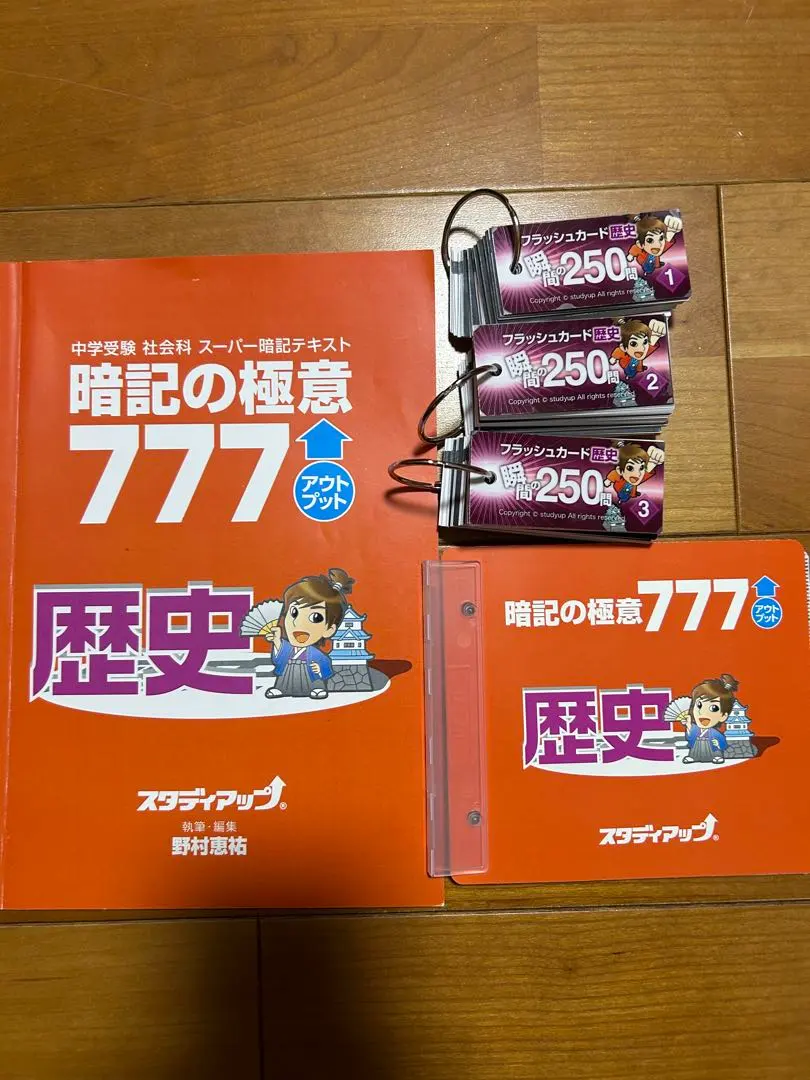 中学受験 社会科 スーパー暗記テキスト
暗記の極意
777
アウト
プット
歴史
スタディアップ®
執筆・編集
野村恵祐
フラッシュカード歴史
瞬間の250問
1
Copyright © studyup All rights reserved
フラッシュカード歴史
瞬間の250問
2
Copyright © studyup All rights reserved
フラッシュカード歴史
瞬間の250問
3
Copyright © studyup All rights reserved
暗記の極意777
アウト
プット
歴史
スタディアップ®